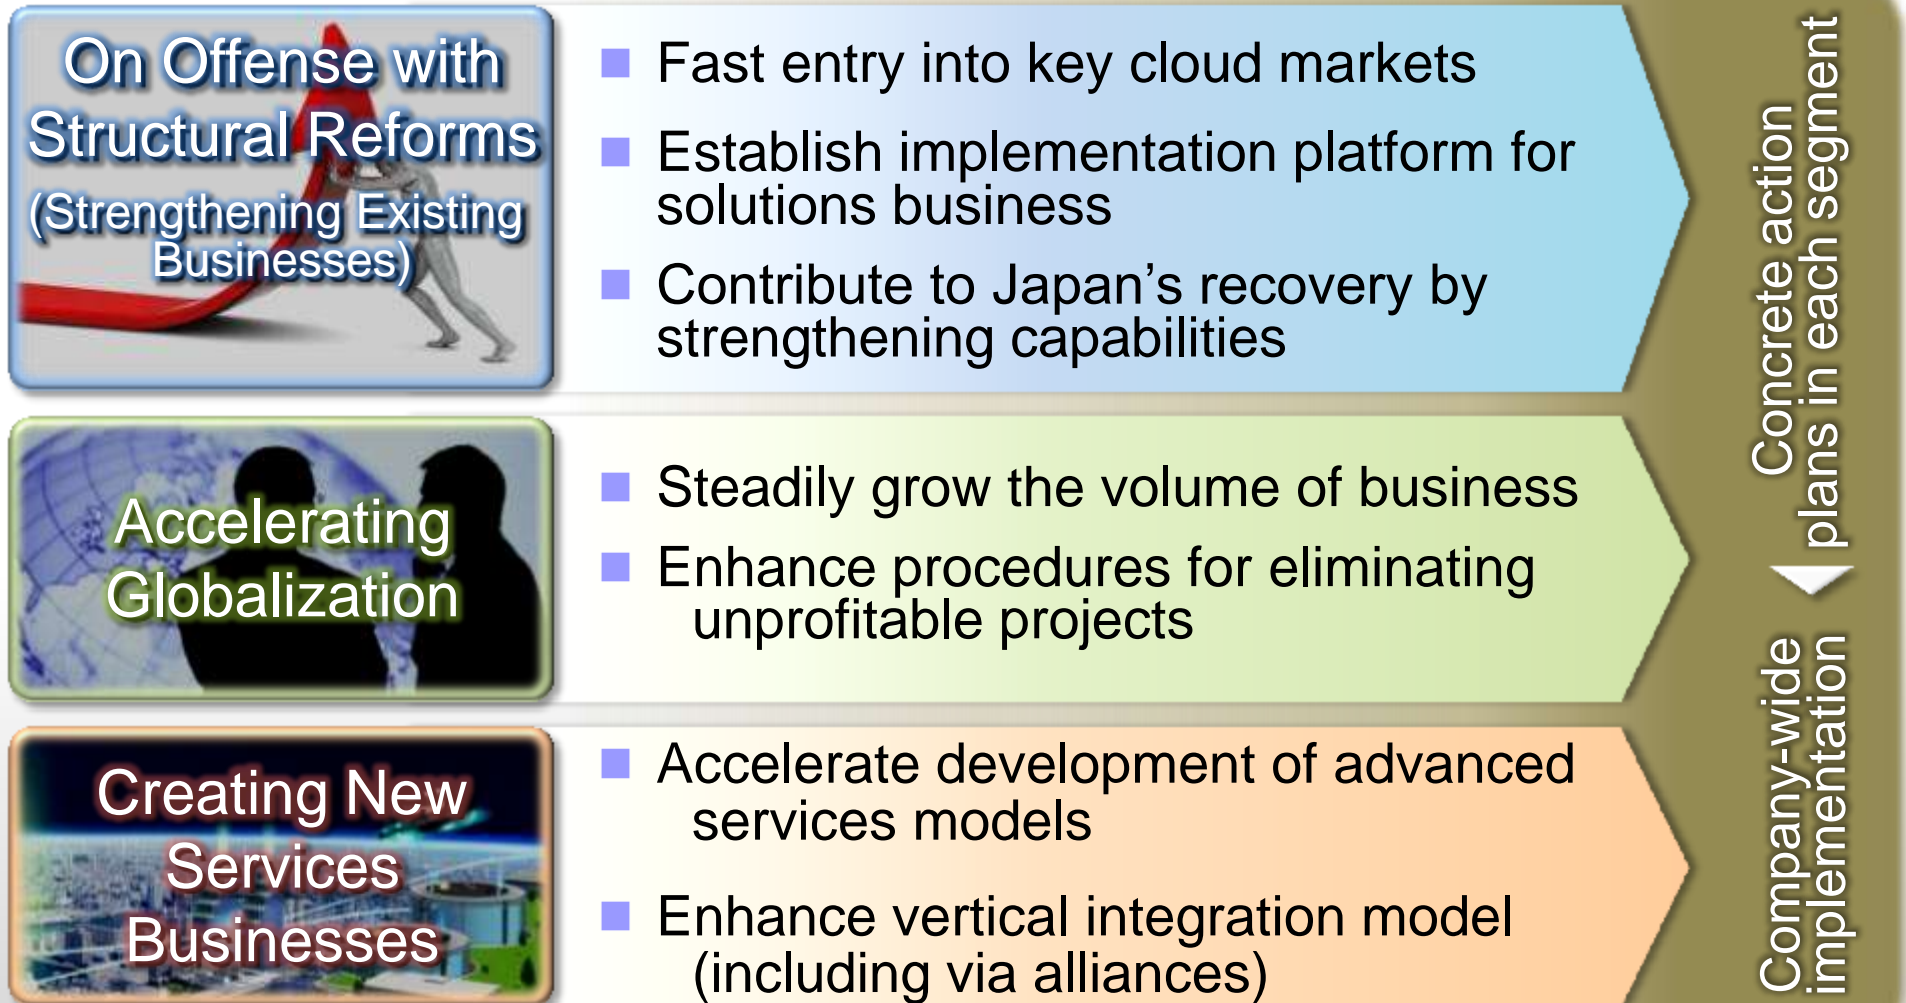 On Offense with
Structural Reforms
(Strengthening Existing
Businesses)
Fast entry into key cloud markets
Establish implementation platform for
solutions business
Contribute to Japan’s recovery by
strengthening capabilities
Accelerating
Globalization
Steadily grow the volume of business
Enhance procedures for eliminating
unprofitable projects
Creating New
Services
Businesses
Accelerate development of advanced
services models
Enhance vertical integration model
(including via alliances)
Concrete action
plans in each segment
Company-wide
implementation